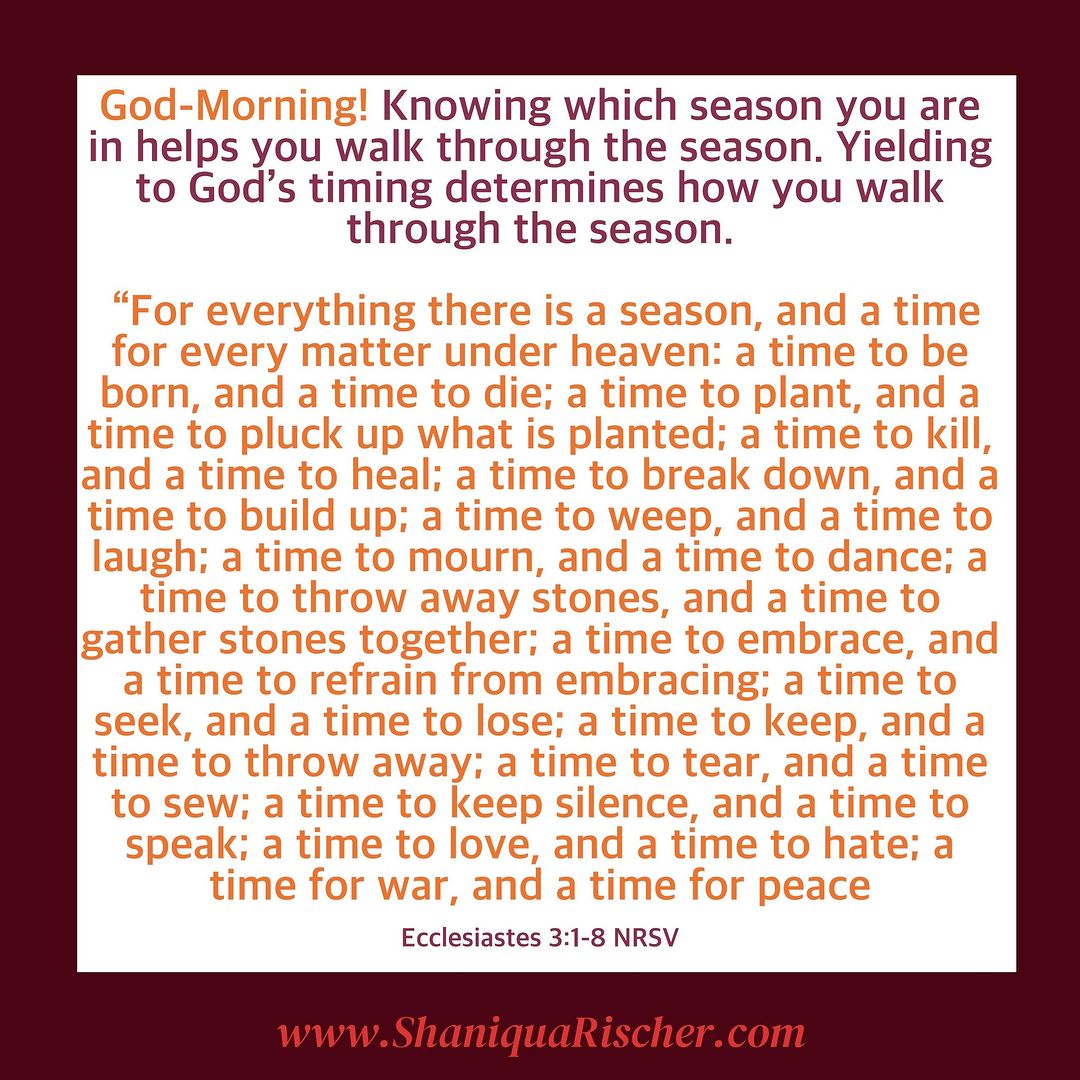 God-Morning! Knowing which season you are
in helps you walk through the season. Yielding
to God’s timing determines how you walk
through the season.
“For everything there is a season, and a time
for every matter under heaven: a time to be
born, and a time to die; a time to plant, and a
time to pluck up what is planted; a time to kill,
and a time to heal; a time to break down, and a
time to build up; a time to weep, and a time to
laugh; a time to mourn, and a time to dance; a
time to throw away stones, and a time to
gather stones together; a time to embrace, and
a time to refrain from embracing; a time to
seek, and a time to lose; a time to keep, and a
time to throw away; a time to tear, and a time
to sew; a time to keep silence, and a time to
speak; a time to love, and a time to hate; a
time for war, and a time for peace
Ecclesiastes 3:1-8 NRSV
www.ShaniquaRischer.com